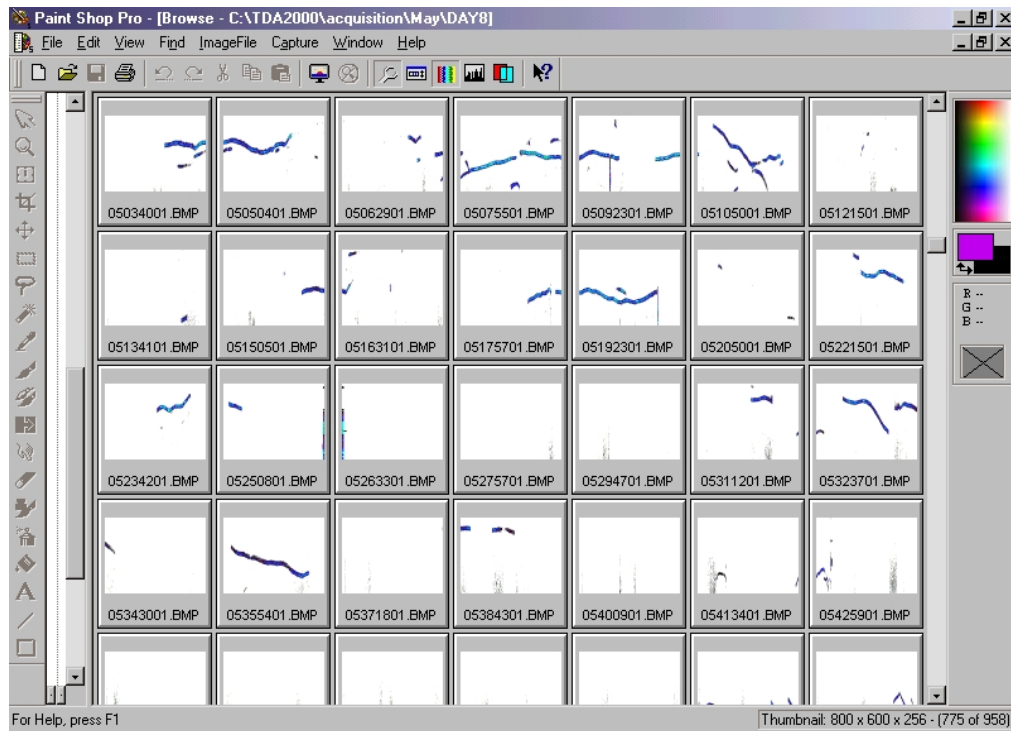 Paint Shop Pro - [Browse - C:\TDA2000\acquisition\May\DAY8]
File Edit View Find ImageFile Capture Window Help
05034001.BMP 05050401.BMP 05062901.BMP 05075501.BMP 05092301.BMP 05105001.BMP 05121501.BMP
R --
G --
B --
05134101.BMP 05150501.BMP 05163101.BMP 05175701.BMP 05192301.BMP 05205001.BMP 05221501.BMP
05234201.BMP 05250801.BMP 05263301.BMP 05275701.BMP 05294701.BMP 05311201.BMP 05323701.BMP
05343001.BMP 05355401.BMP 05371801.BMP 05384301.BMP 05400901.BMP 05413401.BMP 05425901.BMP
A
For Help, press F1
Thumbnail: 800 x 600 x 256 - (775 of 958)